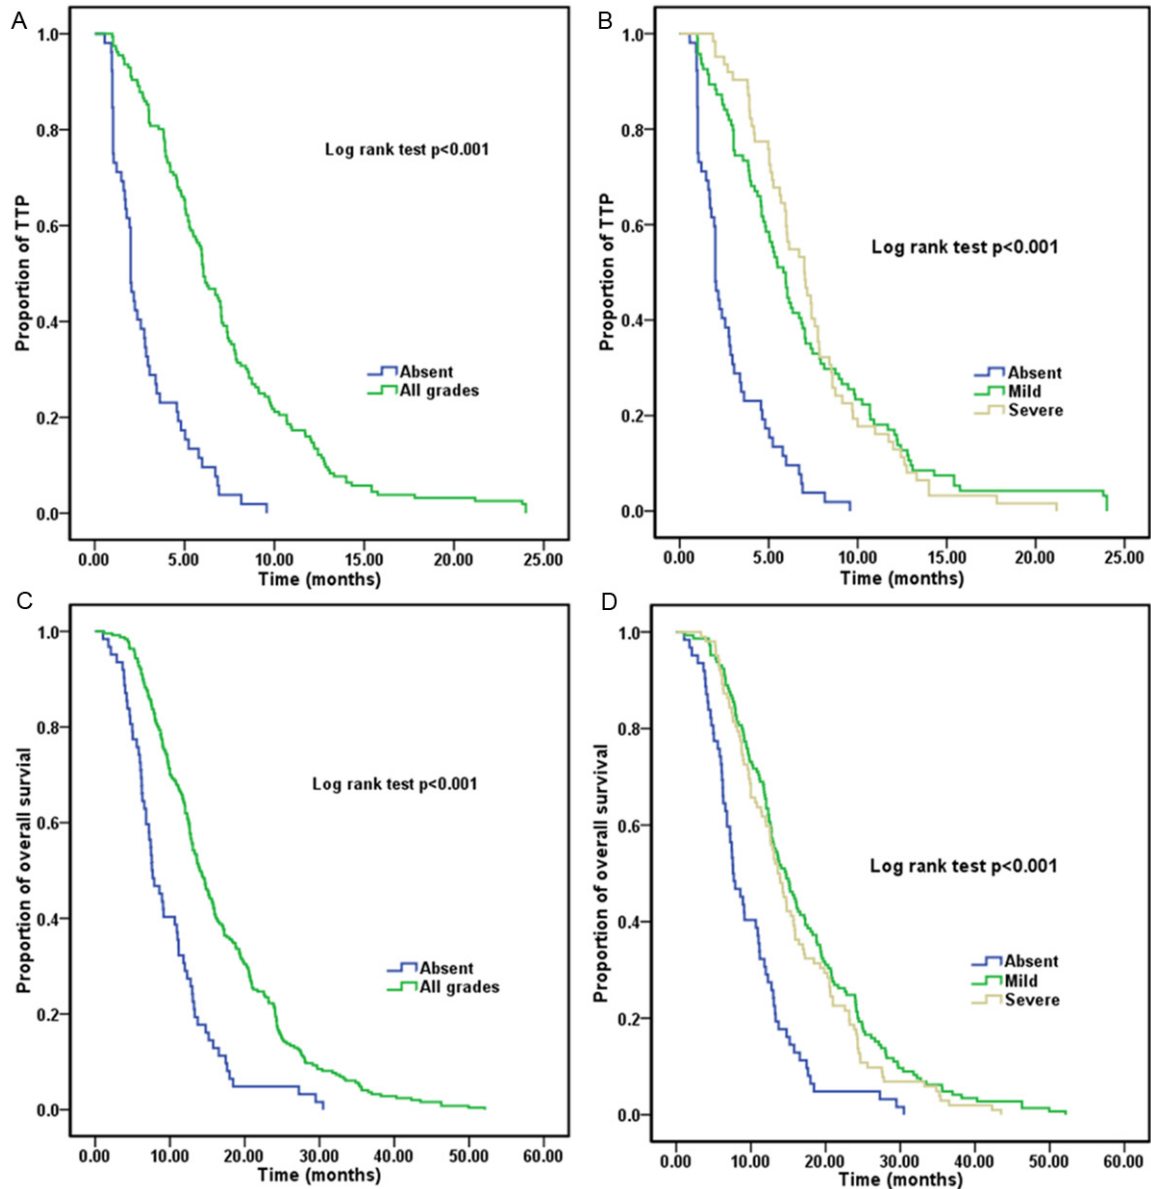 A
1.0
0.8
0.6
0.4
0.2
0.0
Proportion of TTP
Log rank test p<0.001
Absent
All grades
0.00 5.00 10.00 15.00 20.00 25.00
Time (months)
B
1.0
0.8
0.6
0.4
0.2
0.0
Proportion of TTP
Log rank test p<0.001
Absent
Mild
Severe
0.00 5.00 10.00 15.00 20.00 25.00
Time (months)
C
1.0
0.8
0.6
0.4
0.2
0.0
Proportion of overall survial
Log rank test p<0.001
Absent
All grades
0.00 10.00 20.00 30.00 40.00 50.00 60.00
Time (months)
D
1.0
0.8
0.6
0.4
0.2
0.0
Proportion of overall survival
Log rank test p<0.001
Absent
Mild
Severe
0.00 10.00 20.00 30.00 40.00 50.00 60.00
Time (months)